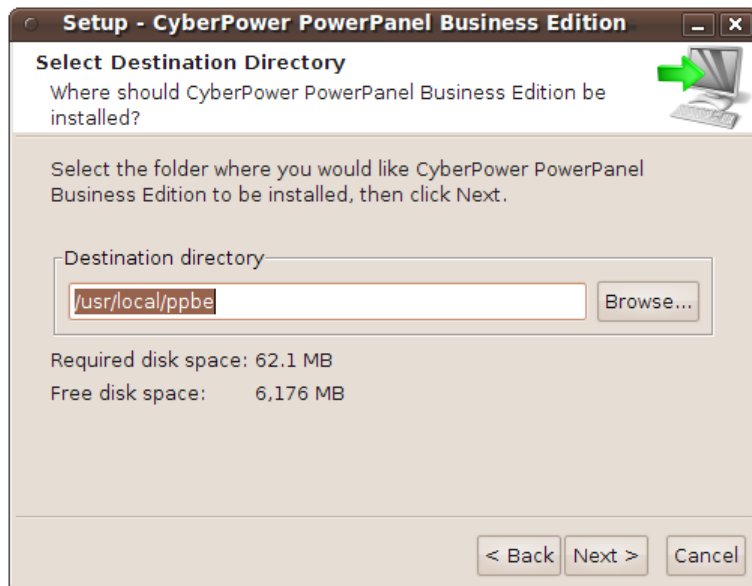 Setup - CyberPower PowerPanel Business Edition
Select Destination Directory
Where should CyberPower PowerPanel Business Edition be
installed?
Select the folder where you would like CyberPower PowerPanel
Business Edition to be installed, then click Next.
Destination directory
/usr/local/ppbe
Browse...
Required disk space: 62.1 MB
Free disk space: 6,176 MB
< Back Next > Cancel